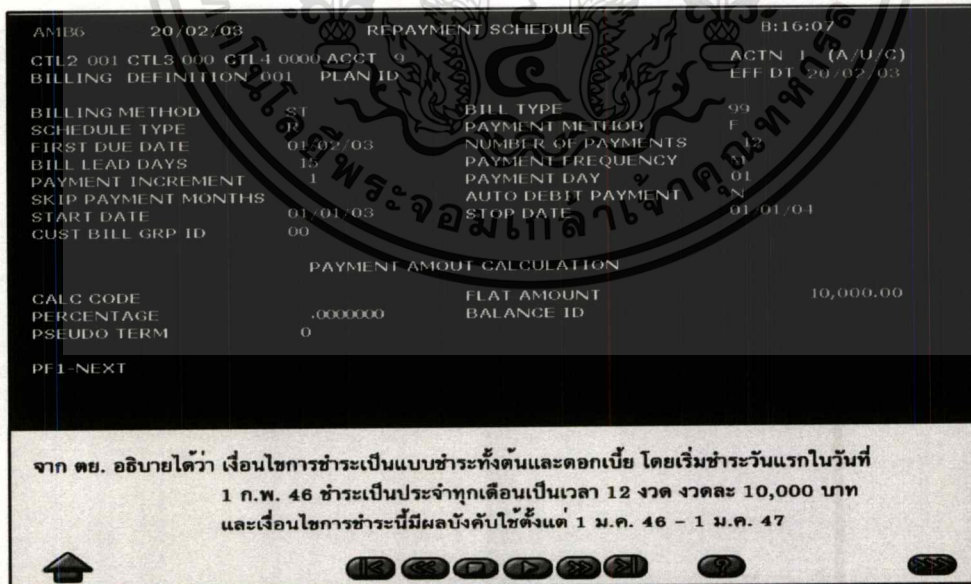 AMB6 20/02/03 REPAYMENT SCHEDULE 8:16:07
CTL2 001 CTL3 000 CTL4 0000 ACCT 0 ACTN I (A/U/C)
BILLING DEFINITION 001 PLAN ID EFF DT 20/02/03
BILLING METHOD ST BILL TYPE 99
SCHEDULE TYPE R PAYMENT METHOD F
FIRST DUE DATE 01/02/03 NUMBER OF PAYMENTS 12
BILL LEAD DAYS 15 PAYMENT FREQUENCY
PAYMENT INCREMENT 1 PAYMENT DAY 01
SKIP PAYMENT MONTHS AUTO DEBIT PAYMENT N
START DATE 01/01/03 STOP DATE 01/01/04
CUST BILL GRP ID 00
PAYMENT AMOUT CALCULATION
CALC CODE FLAT AMOUNT 10,000.00
PERCENTAGE .0000000 BALANCE ID
PSEUDO TERM 0
PF1-NEXT
จาก ตย. อธิบายได้ว่า เงื่อนไขการชำระเป็นแบบชำระทั้งต้นและดอกเบี้ย โดยเริ่มชำระวันแรกในวันที่
1 ก.พ. 46 ชำระเป็นประจำทุกเดือนเป็นเวลา 12 งวด งวดละ 10,000 บาท
และเงื่อนไขการชำระนี้มีผลบังคับใช้ตั้งแต่ 1 ม.ค. 46 – 1 ม.ค. 47